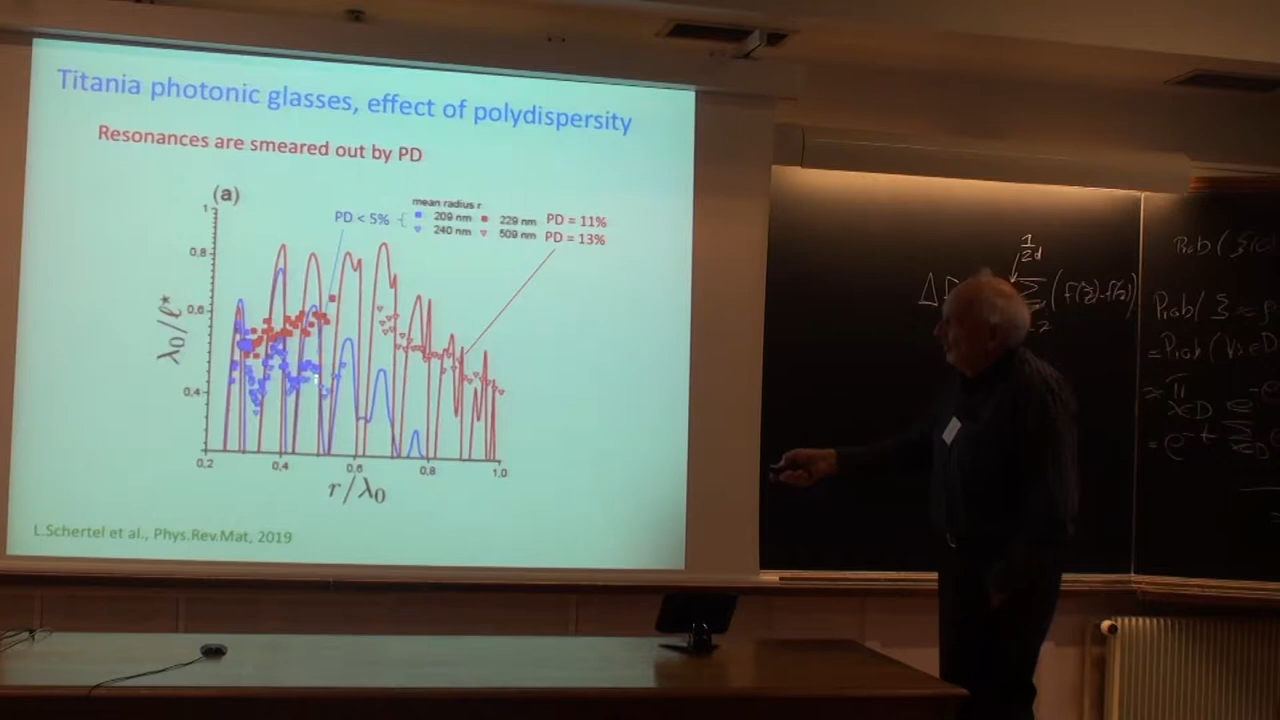 Titania photonic glasses, effect of polydispersity
Resonances are smeared out by PD
(a)
mean radius r
PD < 5%
209 nm
229 nm
PD = 11%
240 nm
509 nm
PD = 13%
1
0,8
0,6
0,4
λ0/ℓ*
0,2
0,4
0,6
0,8
1,0
r/λ0
L.Schertel et al., Phys.Rev.Mat, 2019
1
2d
(f(z)-f(z))
Prob (
Prob(
=Prob(∀x∈D
≈ π e
x∈D
= e-t Σ